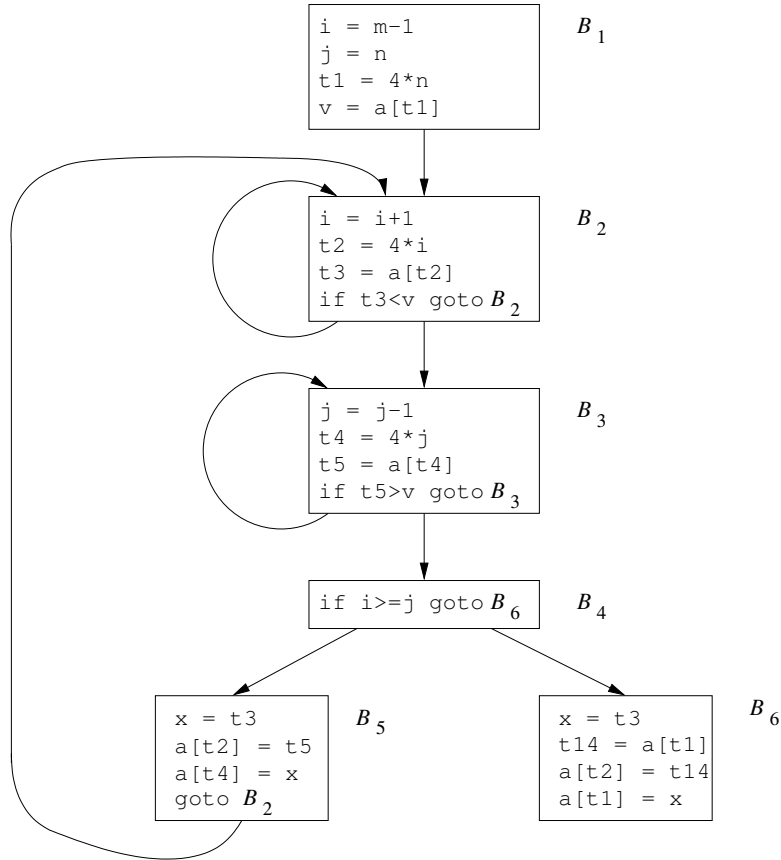 i = m-1
j = n
t1 = 4*n
v = a[t1]
B1
i = i+1
t2 = 4*i
t3 = a[t2]
if t3<v goto B2
B2
j = j-1
t4 = 4*j
t5 = a[t4]
if t5>v goto B3
B3
if i>=j goto B6
B4
x = t3
a[t2] = t5
a[t4] = x
goto B2
B5
x = t3
t14 = a[t1]
a[t2] = t14
a[t1] = x
B6